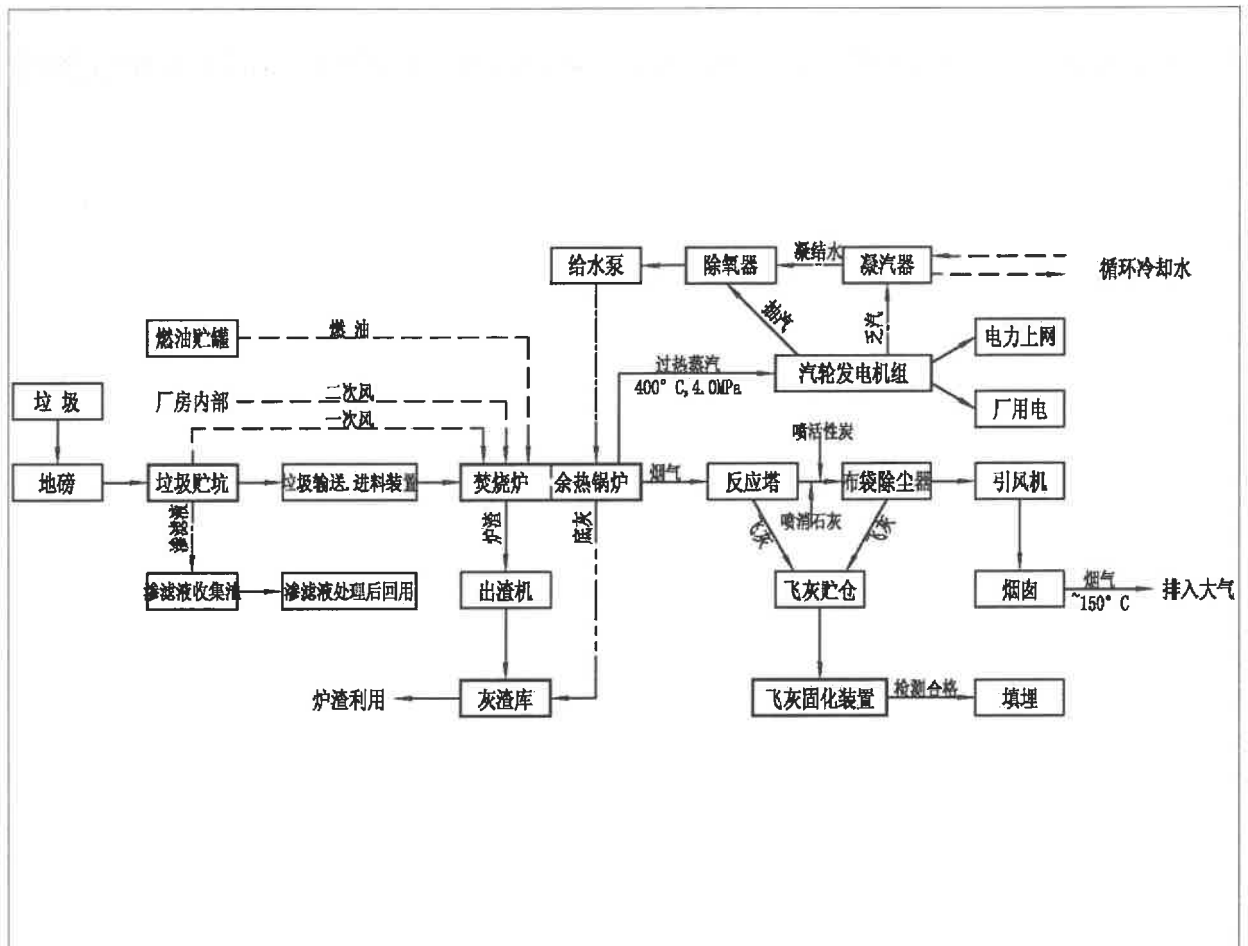 给水泵
除氧器
凝结水
凝汽器
循环冷却水
燃油贮罐
燃 油
抽汽
乏汽
电力上网
过热蒸汽
400° C,4.0MPa
汽轮发电机组
垃 圾
厂房内部
二次风
一次风
厂用电
喷活性炭
地磅
垃圾贮坑
垃圾输送.进料装置
焚烧炉
余热锅炉
烟气
反应塔
布袋除尘器
引风机
渗滤液
炉渣
底灰
喷消石灰
飞灰
飞灰
渗滤液收集池
渗滤液处理后回用
出渣机
飞灰贮仓
烟囱
烟气
~150° C
排入大气
炉渣利用
灰渣库
飞灰固化装置
检测合格
填埋